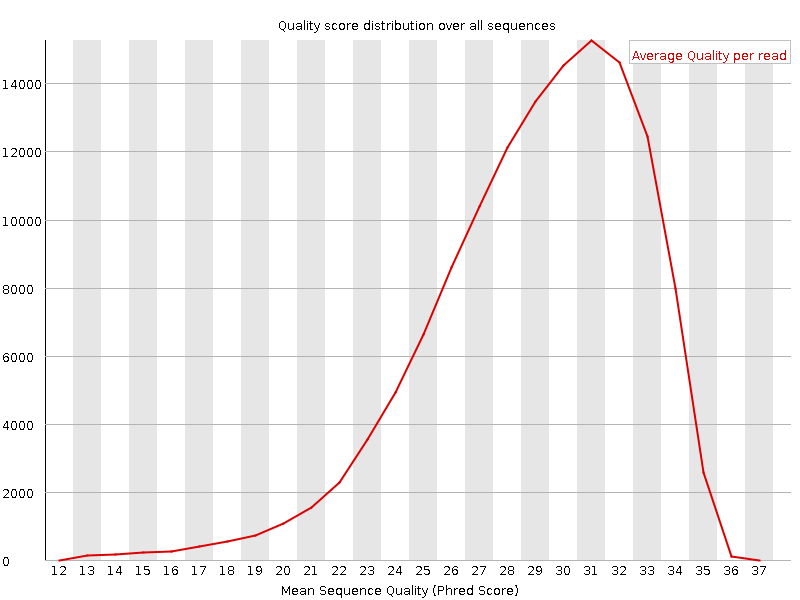 Quality score distribution over all sequences
Average Quality per read
14000
12000
10000
8000
6000
4000
2000
0
12 13 14 15 16 17 18 19 20 21 22 23 24 25 26 27 28 29 30 31 32 33 34 35 36 37
Mean Sequence Quality (Phred Score)